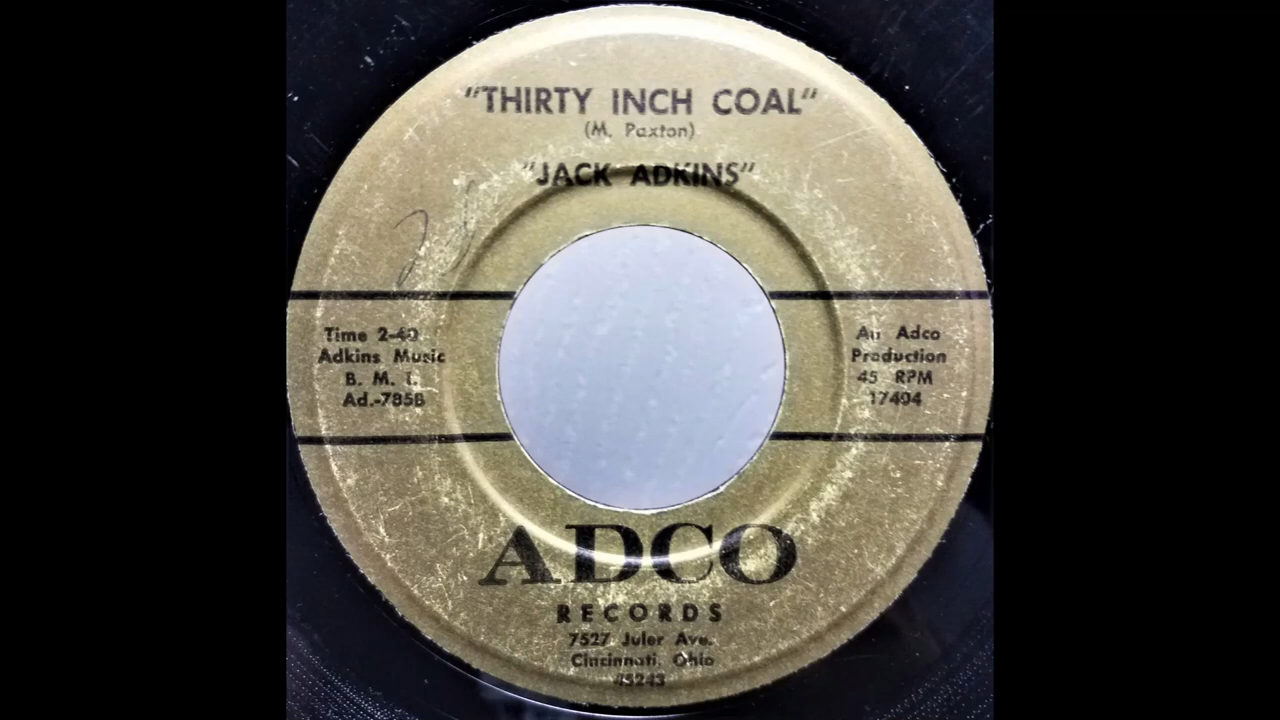 "THIRTY INCH COAL"
(M. Paxton)
"JACK ADKINS"
Time 2-40
Adkins Music
B. M. I.
Ad.-785B
An Adco
Production
45 RPM
17404
ADCO
RECORDS
7527 Juler Ave.
Cincinnati, Ohio
45243